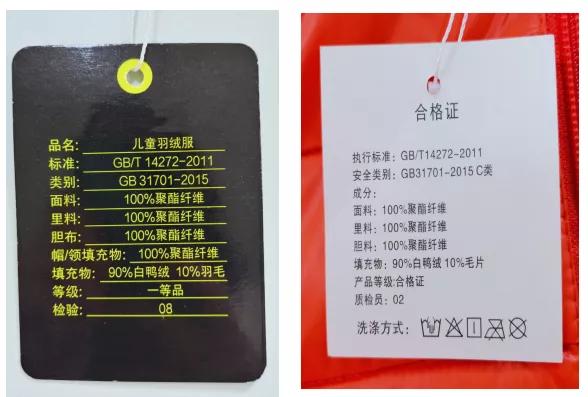 品名: 儿童羽绒服
标准: GB/T 14272-2011
类别: GB 31701-2015
面料: 100%聚酯纤维
里料: 100%聚酯纤维
胆布: 100%聚酯纤维
帽/领填充物: 100%聚酯纤维
填充物: 90%白鸭绒 10%羽毛
等级: 一等品
检验: 08
合格证
执行标准: GB/T14272-2011
安全类别: GB31701-2015 C类
成分:
面料: 100%聚酯纤维
里料: 100%聚酯纤维
胆料: 100%聚酯纤维
填充物: 90%白鸭绒 10%毛片
产品等级:合格证
质检员: 02
洗涤方式: